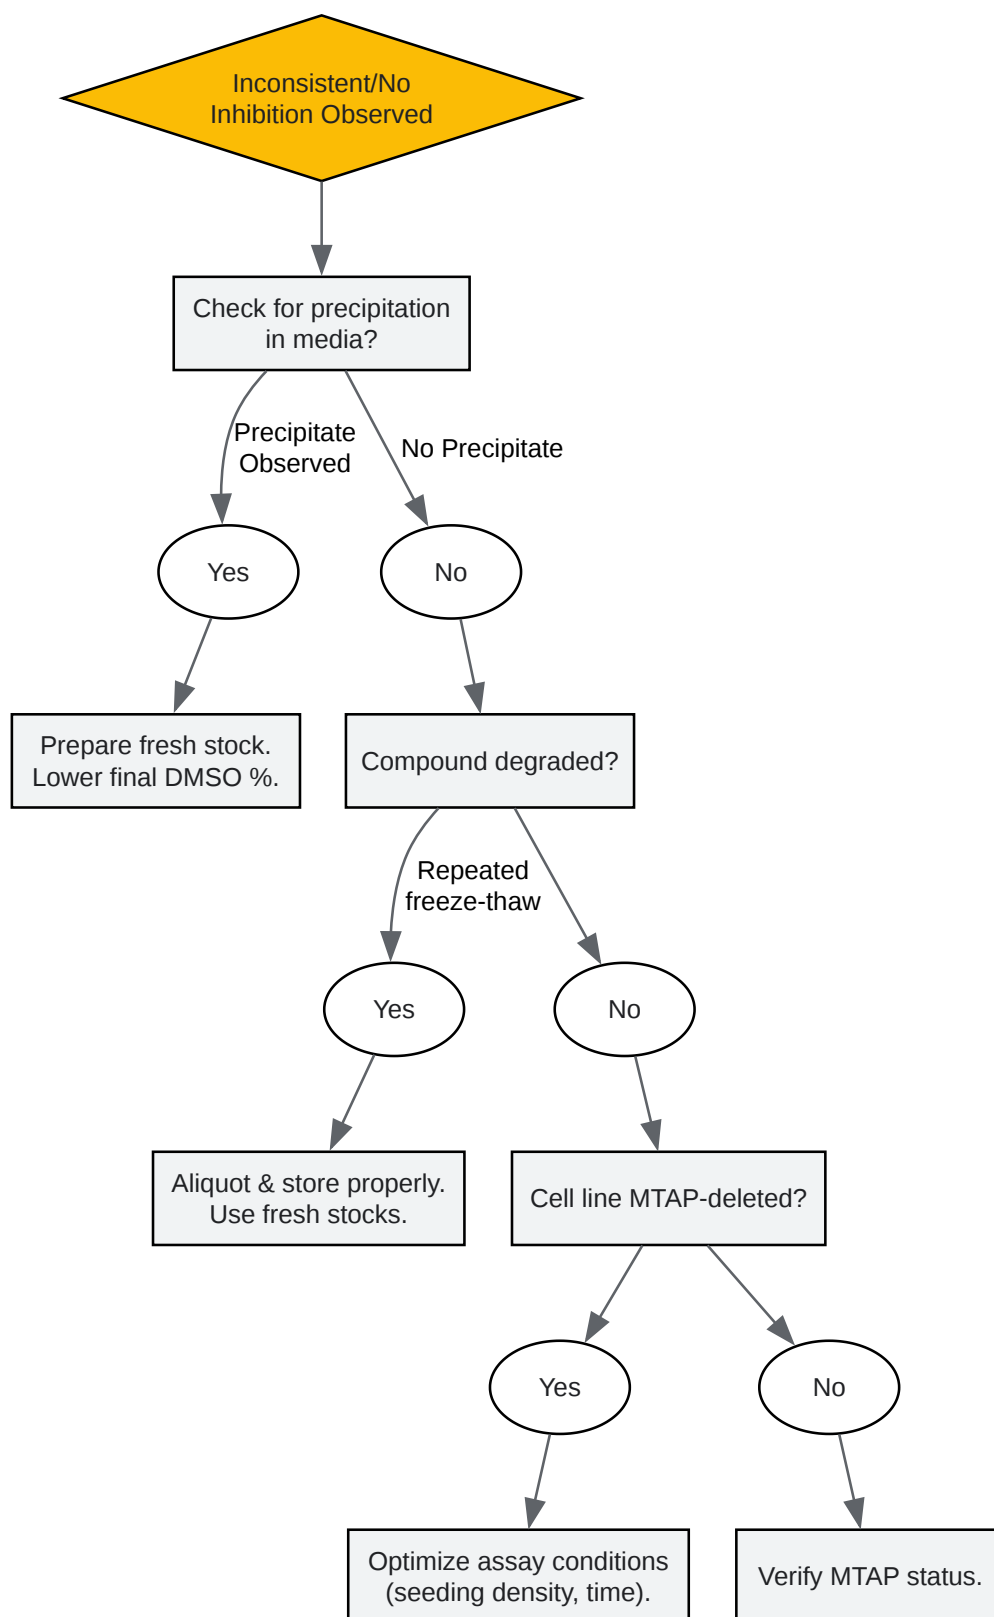 Inconsistent/No
Inhibition Observed
Check for precipitation
in media?
Precipitate
Observed
No Precipitate
Yes
No
Prepare fresh stock.
Lower final DMSO %.
Compound degraded?
Repeated
freeze-thaw
Yes
No
Aliquot & store properly.
Use fresh stocks.
Cell line MTAP-deleted?
Yes
No
Optimize assay conditions
(seeding density, time).
Verify MTAP status.